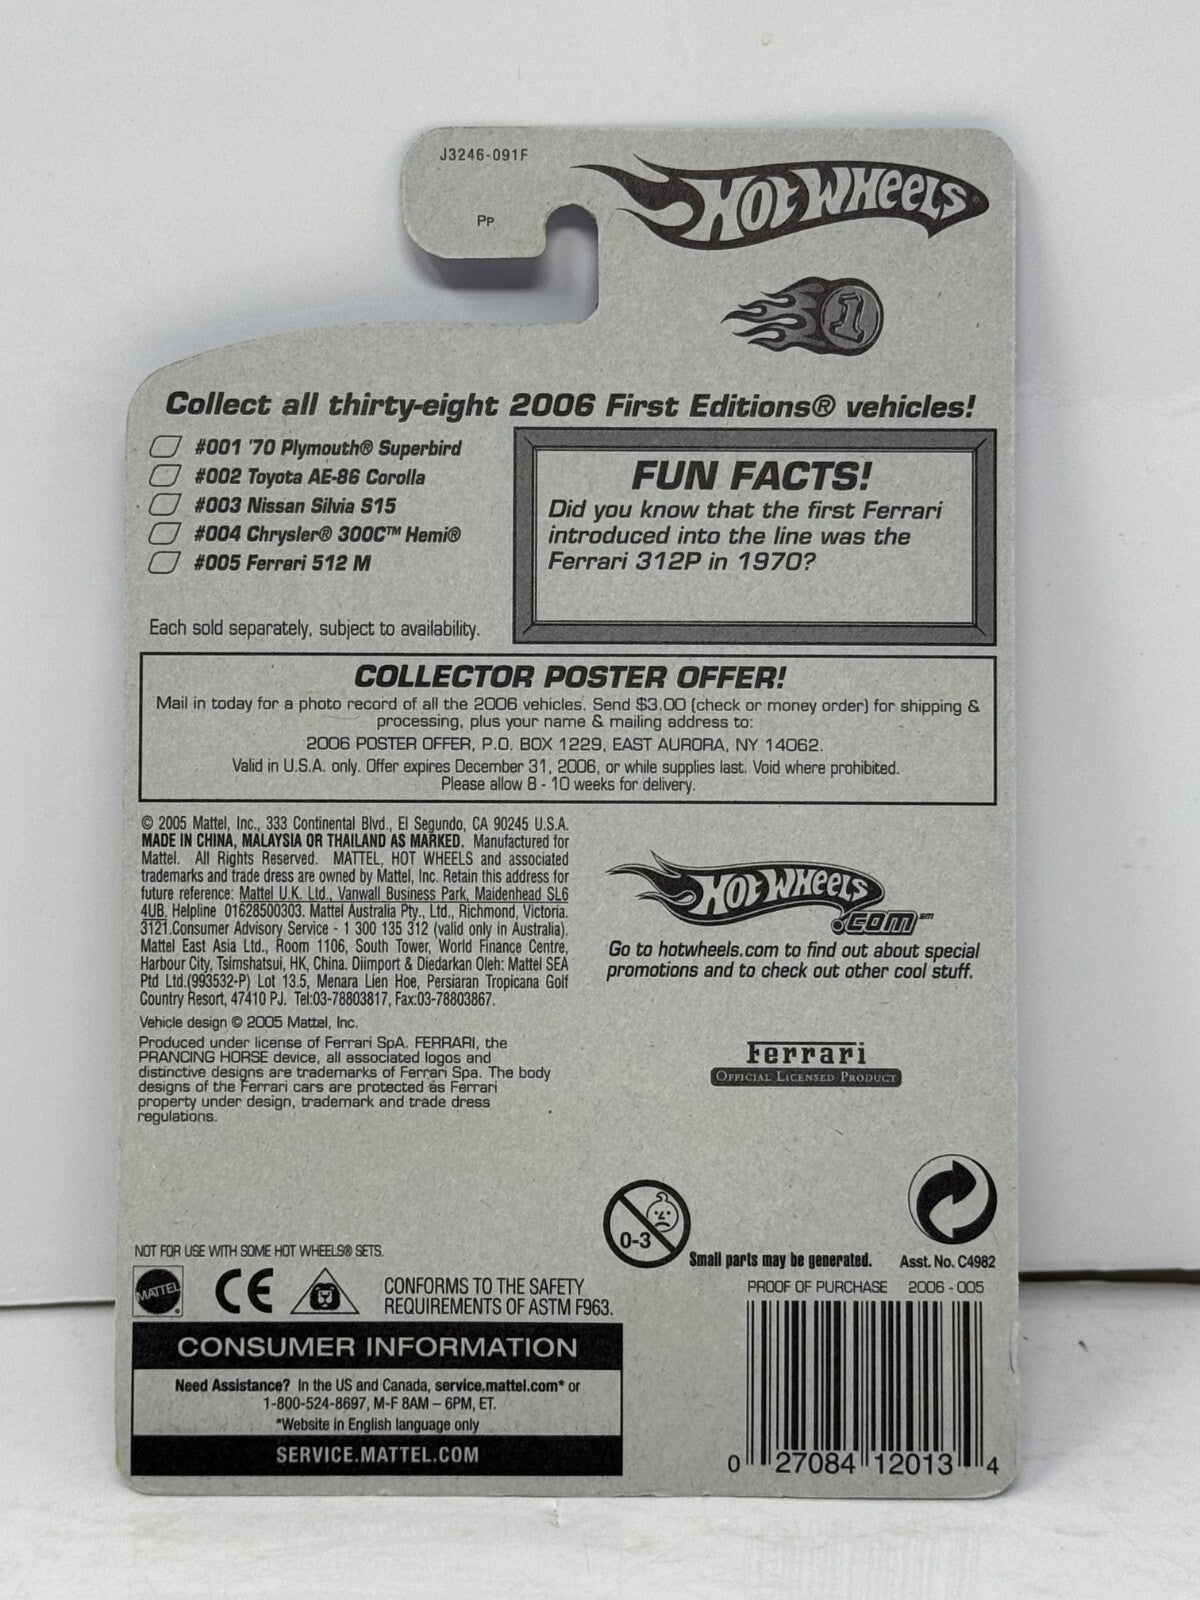 J3246-091F
PP
HOT WHEELS
1
Collect all thirty-eight 2006 First Editions® vehicles!
#001 '70 Plymouth® Superbird
#002 Toyota AE-86 Corolla
#003 Nissan Silvia S15
#004 Chrysler® 300C™ Hemi®
#005 Ferrari 512 M
Each sold separately, subject to availability.
FUN FACTS!
Did you know that the first Ferrari
introduced into the line was the
Ferrari 312P in 1970?
COLLECTOR POSTER OFFER!
Mail in today for a photo record of all the 2006 vehicles. Send $3.00 (check or money order) for shipping &
processing, plus your name & mailing address to:
2006 POSTER OFFER, P.O. BOX 1229, EAST AURORA, NY 14062.
Valid in U.S.A. only. Offer expires December 31, 2006, or while supplies last. Void where prohibited.
Please allow 8 - 10 weeks for delivery.
© 2005 Mattel, Inc., 333 Continental Blvd., El Segundo, CA 90245 U.S.A.
MADE IN CHINA, MALAYSIA OR THAILAND AS MARKED. Manufactured for
Mattel. All Rights Reserved. MATTEL, HOT WHEELS and associated
trademarks and trade dress are owned by Mattel, Inc. Retain this address for
future reference: Mattel U.K. Ltd., Vanwall Business Park, Maidenhead SL6
4UB. Helpline 01628500303. Mattel Australia Pty., Ltd., Richmond, Victoria.
3121.Consumer Advisory Service - 1 300 135 312 (valid only in Australia).
Mattel East Asia Ltd., Room 1106, South Tower, World Finance Centre,
Harbour City, Tsimshatsui, HK, China. Diimport & Diedarkan Oleh: Mattel SEA
Ptd Ltd.(993532-P) Lot 13.5, Menara Lien Hoe, Persiaran Tropicana Golf
Country Resort, 47410 PJ. Tel:03-78803817, Fax:03-78803867.
Vehicle design © 2005 Mattel, Inc.
Produced under license of Ferrari SpA. FERRARI, the
PRANCING HORSE device, all associated logos and
distinctive designs are trademarks of Ferrari Spa. The body
designs of the Ferrari cars are protected as Ferrari
property under design, trademark and trade dress
regulations.
HOT WHEELS
.COM℠
Go to hotwheels.com to find out about special
promotions and to check out other cool stuff.
Ferrari
OFFICIAL LICENSED PRODUCT
NOT FOR USE WITH SOME HOT WHEELS® SETS.
0-3
Small parts may be generated.
Asst. No. C4982
MATTEL
CE
CONFORMS TO THE SAFETY
REQUIREMENTS OF ASTM F963.
PROOF OF PURCHASE 2006 - 005
CONSUMER INFORMATION
Need Assistance? In the US and Canada, service.mattel.com* or
1-800-524-8697, M-F 8AM – 6PM, ET.
*Website in English language only
SERVICE.MATTEL.COM
0 27084 12013 4